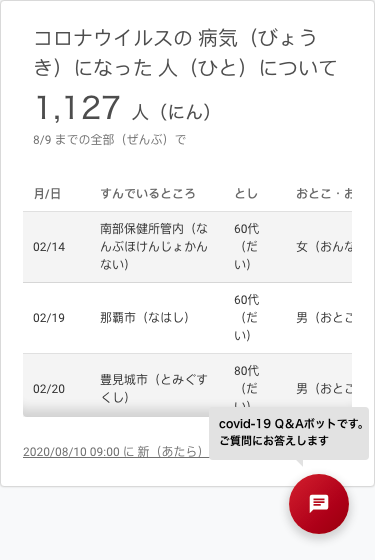 コロナウイルスの 病気（びょう
き）になった 人（ひと）について
1,127 人（にん）
8/9 までの全部（ぜんぶ）で
月/日 すんでいるところ とし おとこ・お
02/14 南部保健所管内（な
んぶほけんじょかん
ない） 60代
（だ
い） 女（おんな
02/19 那覇市（なはし） 60代
（だ
い） 男（おとこ
02/20 豊見城市（とみぐす
くし） 80代
（だ
い） 男（おとこ
covid-19 Q&Aボットです。
ご質問にお答えします
2020/08/10 09:00 に 新（あたら）